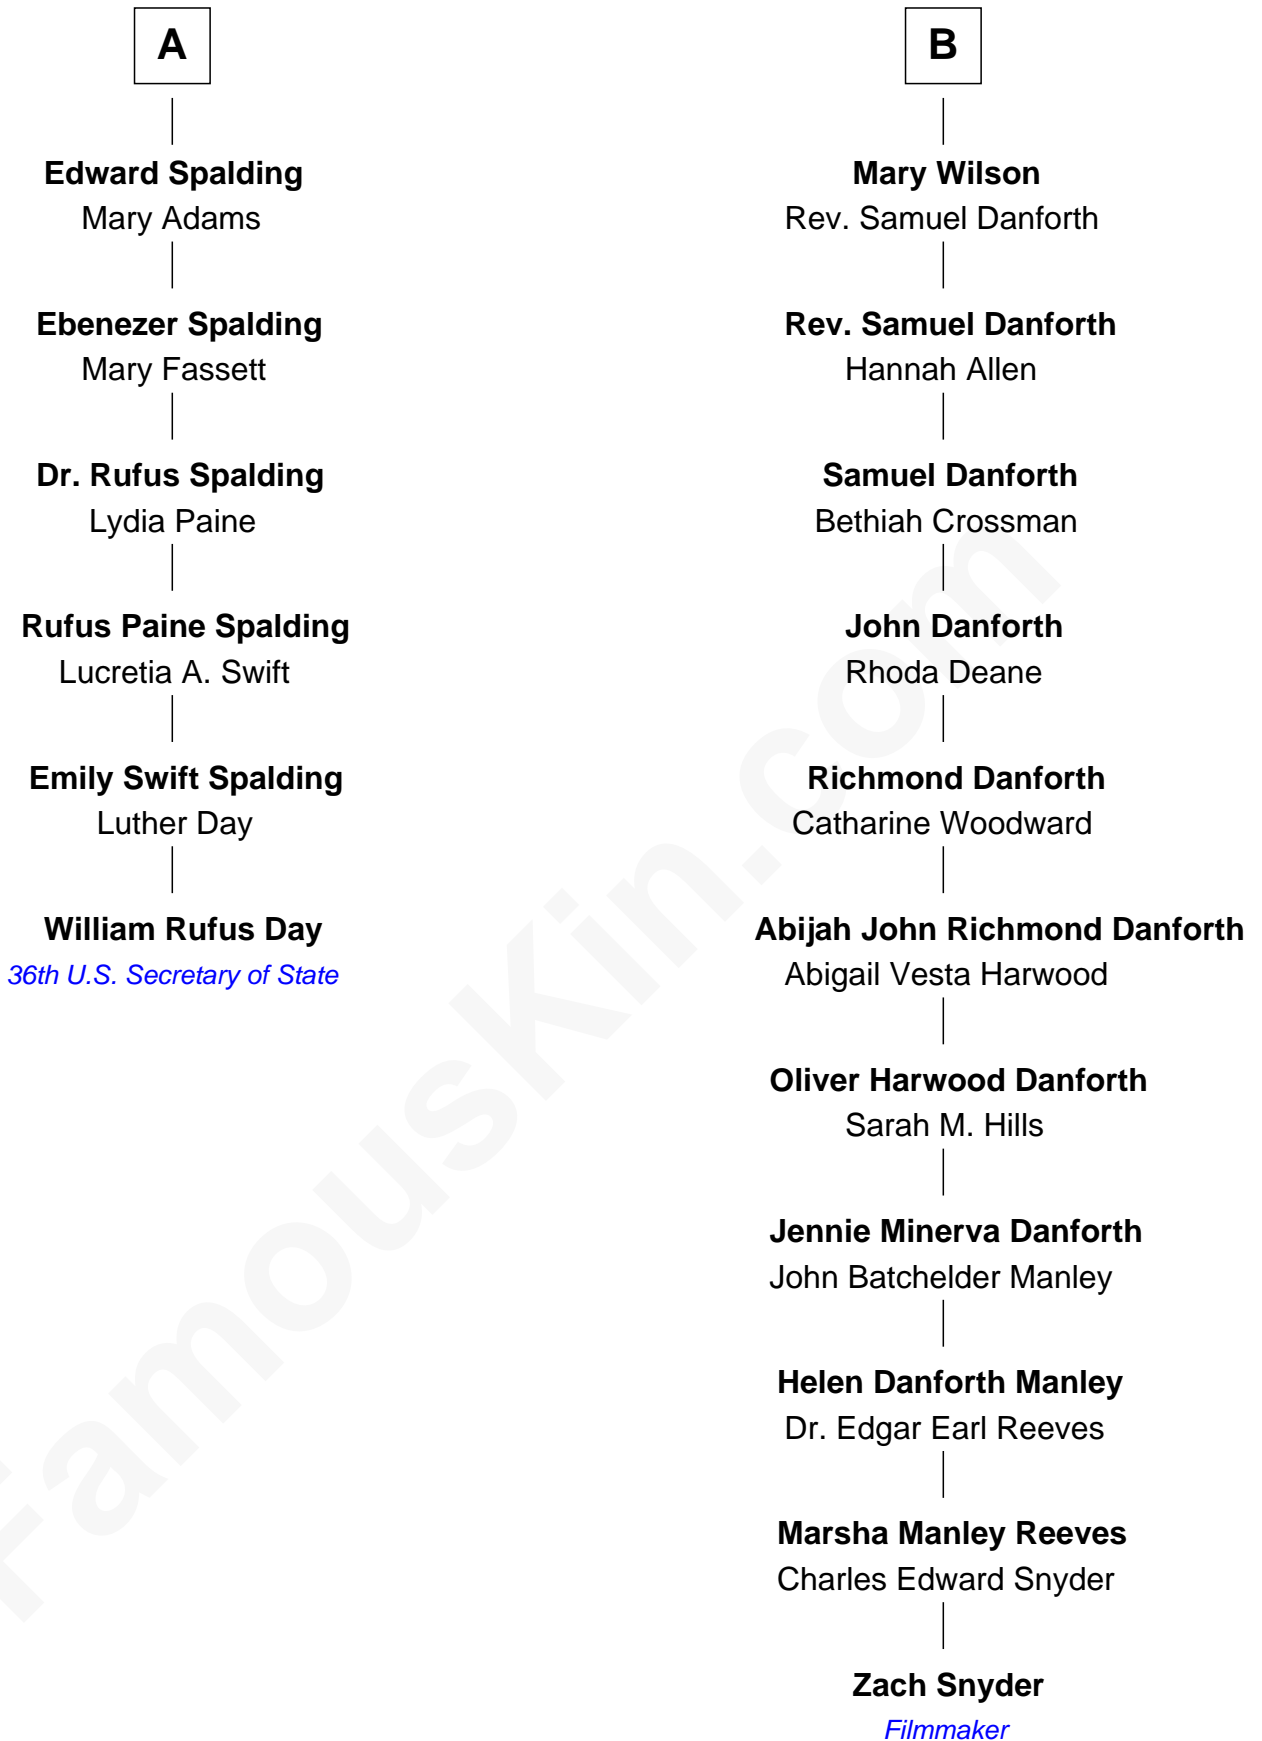 A
Edward Spalding
Mary Adams
Ebenezer Spalding
Mary Fassett
Dr. Rufus Spalding
Lydia Paine
Rufus Paine Spalding
Lucretia A. Swift
Emily Swift Spalding
Luther Day
William Rufus Day
36th U.S. Secretary of State
B
Mary Wilson
Rev. Samuel Danforth
Rev. Samuel Danforth
Hannah Allen
Samuel Danforth
Bethiah Crossman
John Danforth
Rhoda Deane
Richmond Danforth
Catharine Woodward
Abijah John Richmond Danforth
Abigail Vesta Harwood
Oliver Harwood Danforth
Sarah M. Hills
Jennie Minerva Danforth
John Batchelder Manley
Helen Danforth Manley
Dr. Edgar Earl Reeves
Marsha Manley Reeves
Charles Edward Snyder
Zach Snyder
Filmmaker
FamousKin.com